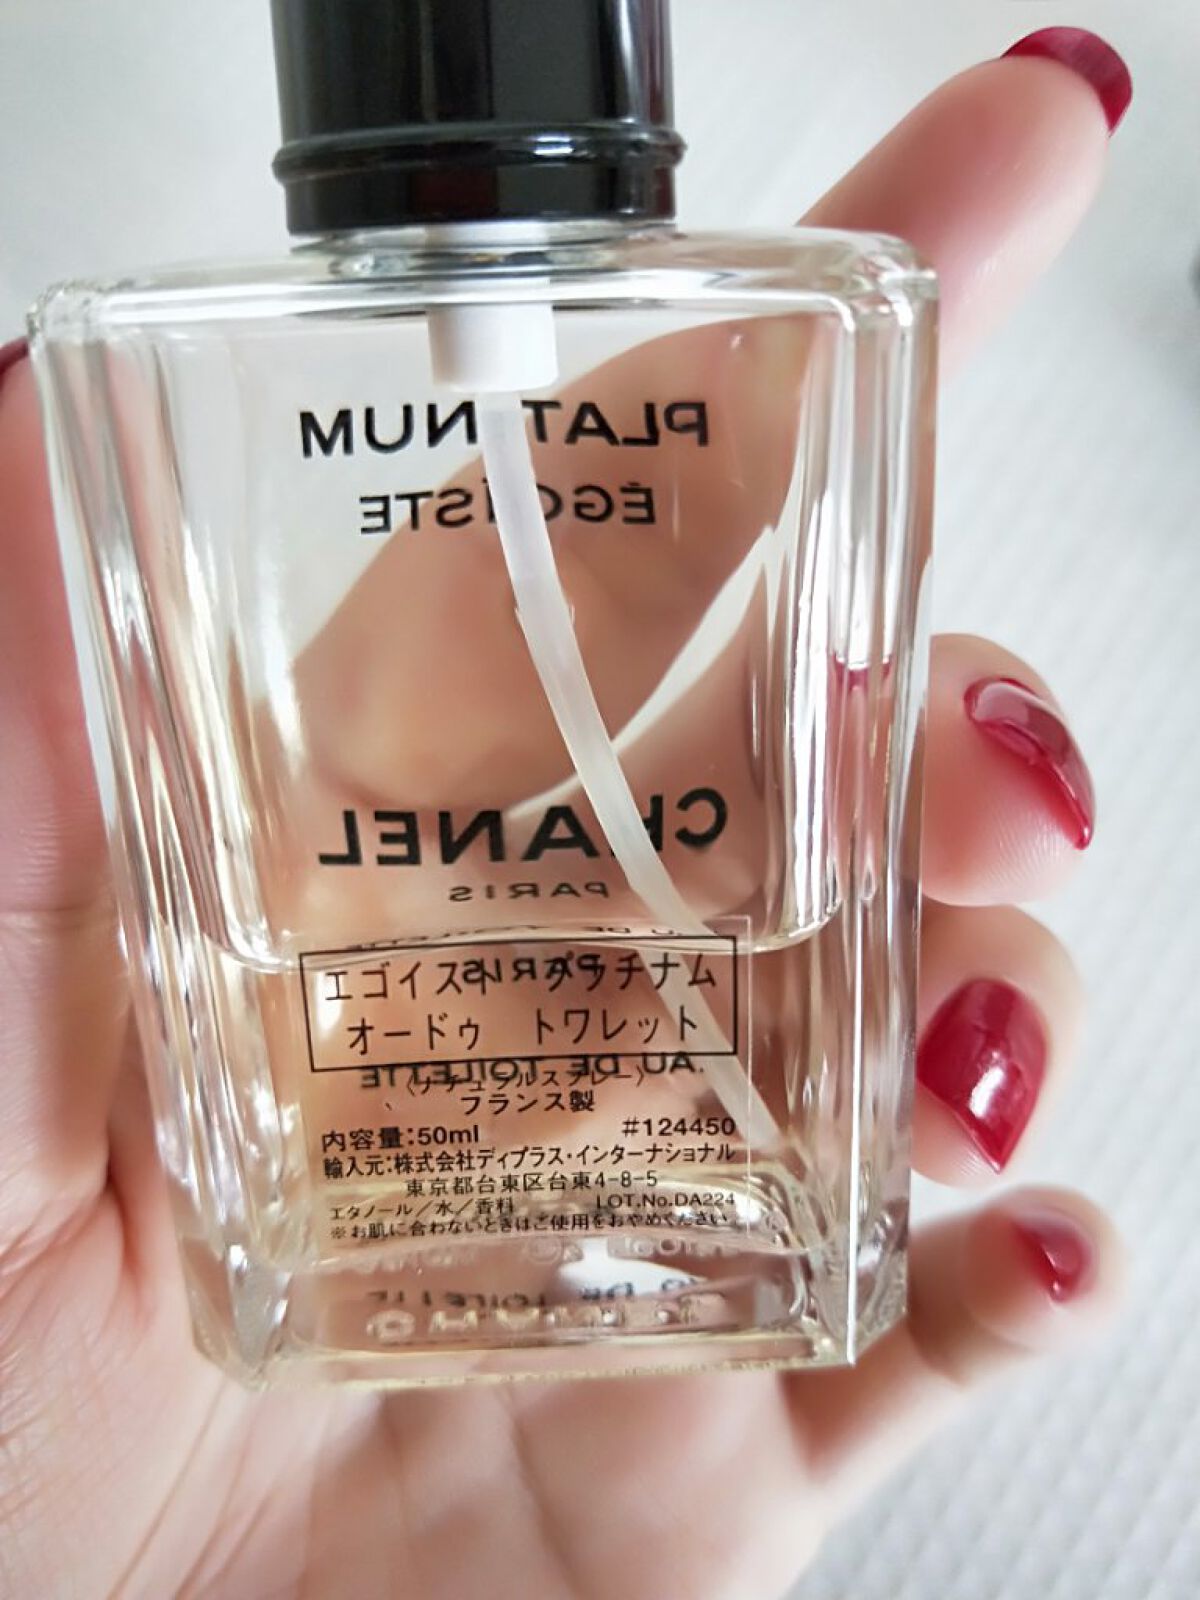 PLATINUM
ÉGOÏSTE
CHANEL
PARIS
エゴイスト プラチナム
オードゥ トワレット
〈ナチュラルスプレー〉
フランス製
内容量:50ml #124450
輸入元:株式会社ディプラス・インターナショナル
東京都台東区台東4-8-5
エタノール/水/香料 LOT.No.DA224
※お肌に合わないときはご使用をおやめください。